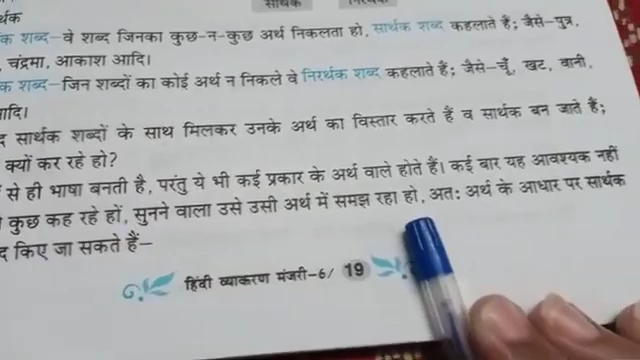 सार्थक निरर्थक
र्थक
क शब्द–वे शब्द जिनका कुछ-न-कुछ अर्थ निकलता हो, सार्थक शब्द कहलाते हैं; जैसे–पुत्र,
, चंद्रमा, आकाश आदि।
क शब्द–जिन शब्दों का कोई अर्थ न निकले वे निरर्थक शब्द कहलाते हैं; जैसे–चूँ, खट, वानी,
आदि।
द सार्थक शब्दों के साथ मिलकर उनके अर्थ का विस्तार करते हैं व सार्थक बन जाते हैं;
क्यों कर रहे हो?
से ही भाषा बनती है, परंतु ये भी कई प्रकार के अर्थ वाले होते हैं। कई बार यह आवश्यक नहीं
कुछ कह रहे हों, सुनने वाला उसे उसी अर्थ में समझ रहा हो, अतः अर्थ के आधार पर सार्थक
द किए जा सकते हैं–
हिंदी व्याकरण मंजरी-6/ 19